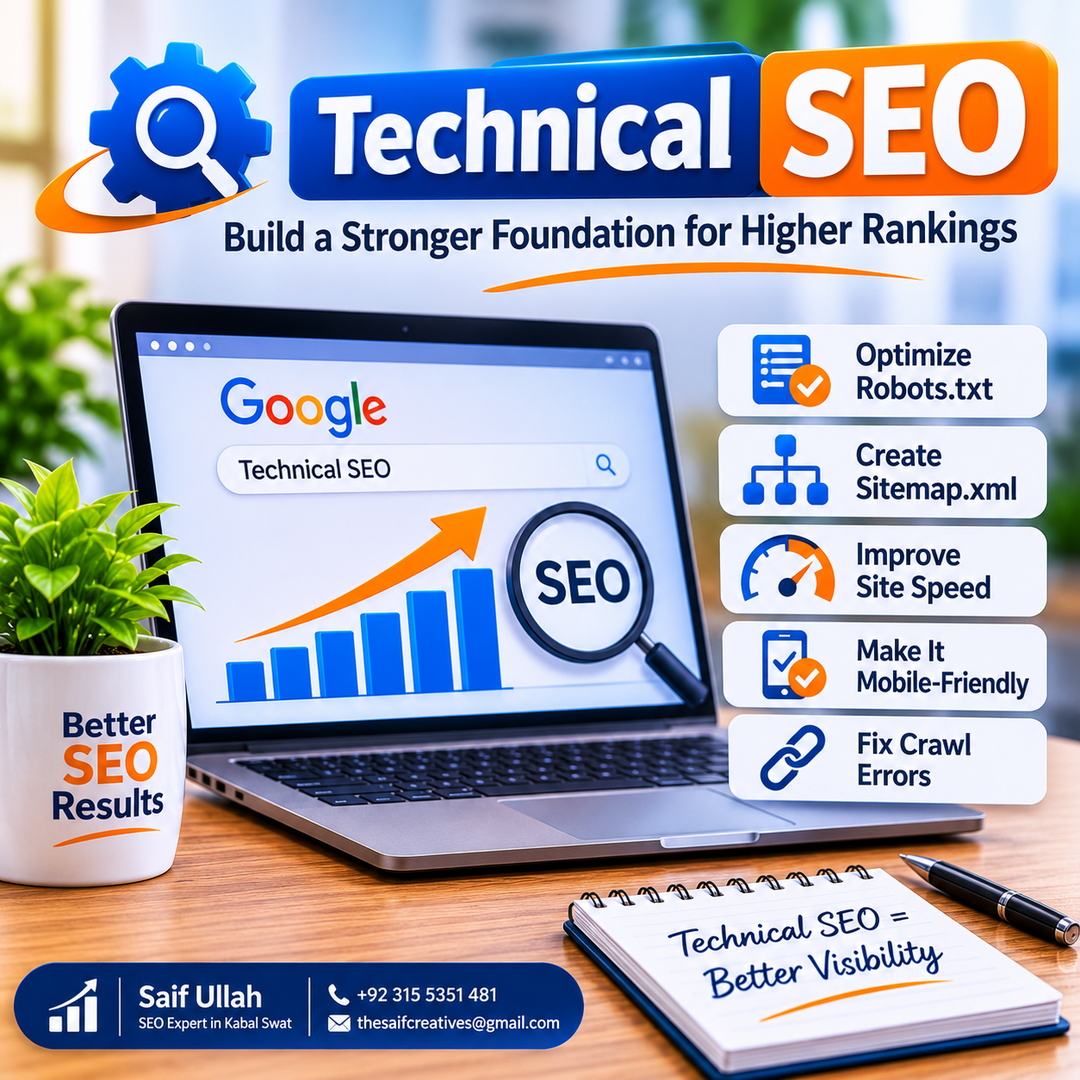 Technical SEO
Build a Stronger Foundation for Higher Rankings
Google
Technical SEO
SEO
Optimize
Robots.txt
Create
Sitemap.xml
Improve
Site Speed
Make It
Mobile-Friendly
Fix Crawl
Errors
Better
SEO
Results
Technical SEO =
Better Visibility
Saif Ullah
SEO Expert in Kabal Swat
+92 315 5351 481
thesaifcreatives@gmail.com